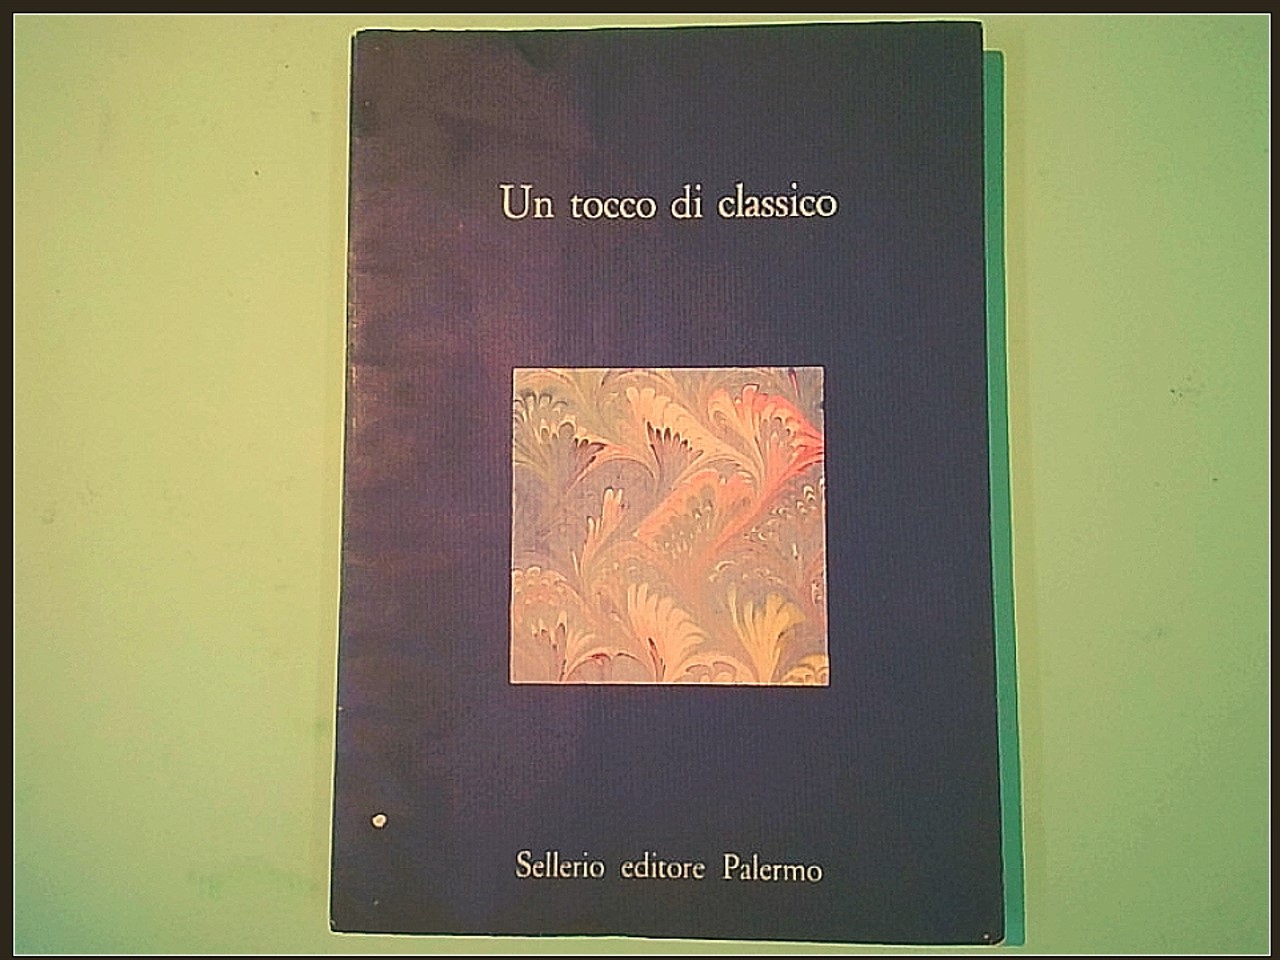 Un tocco di classico
Sellerio editore Palermo